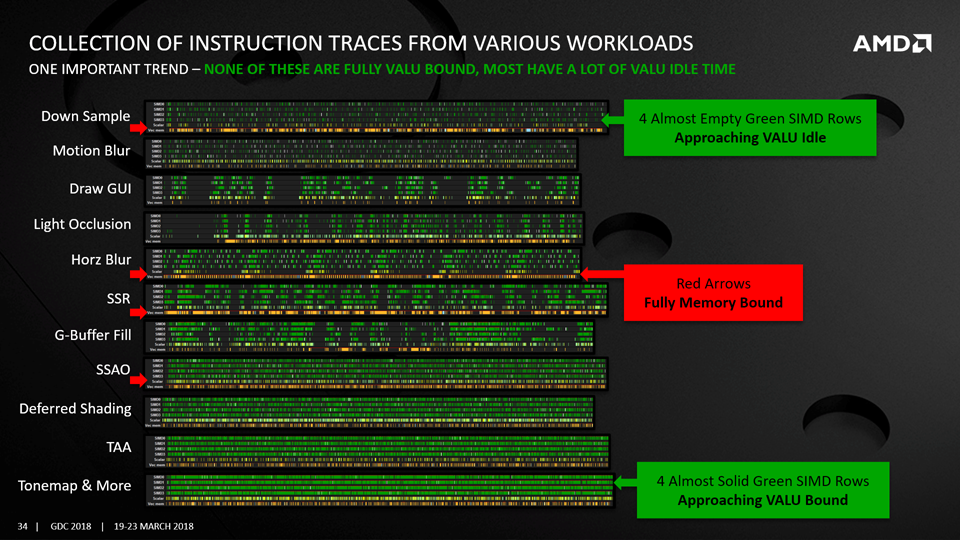 COLLECTION OF INSTRUCTION TRACES FROM VARIOUS WORKLOADS
AMD
ONE IMPORTANT TREND – NONE OF THESE ARE FULLY VALU BOUND, MOST HAVE A LOT OF VALU IDLE TIME
Down Sample
4 Almost Empty Green SIMD Rows
Approaching VALU Idle
Motion Blur
Draw GUI
Light Occlusion
Horz Blur
Red Arrows
Fully Memory Bound
SSR
G-Buffer Fill
SSAO
Deferred Shading
TAA
Tonemap & More
4 Almost Solid Green SIMD Rows
Approaching VALU Bound
34 | GDC 2018 | 19-23 MARCH 2018